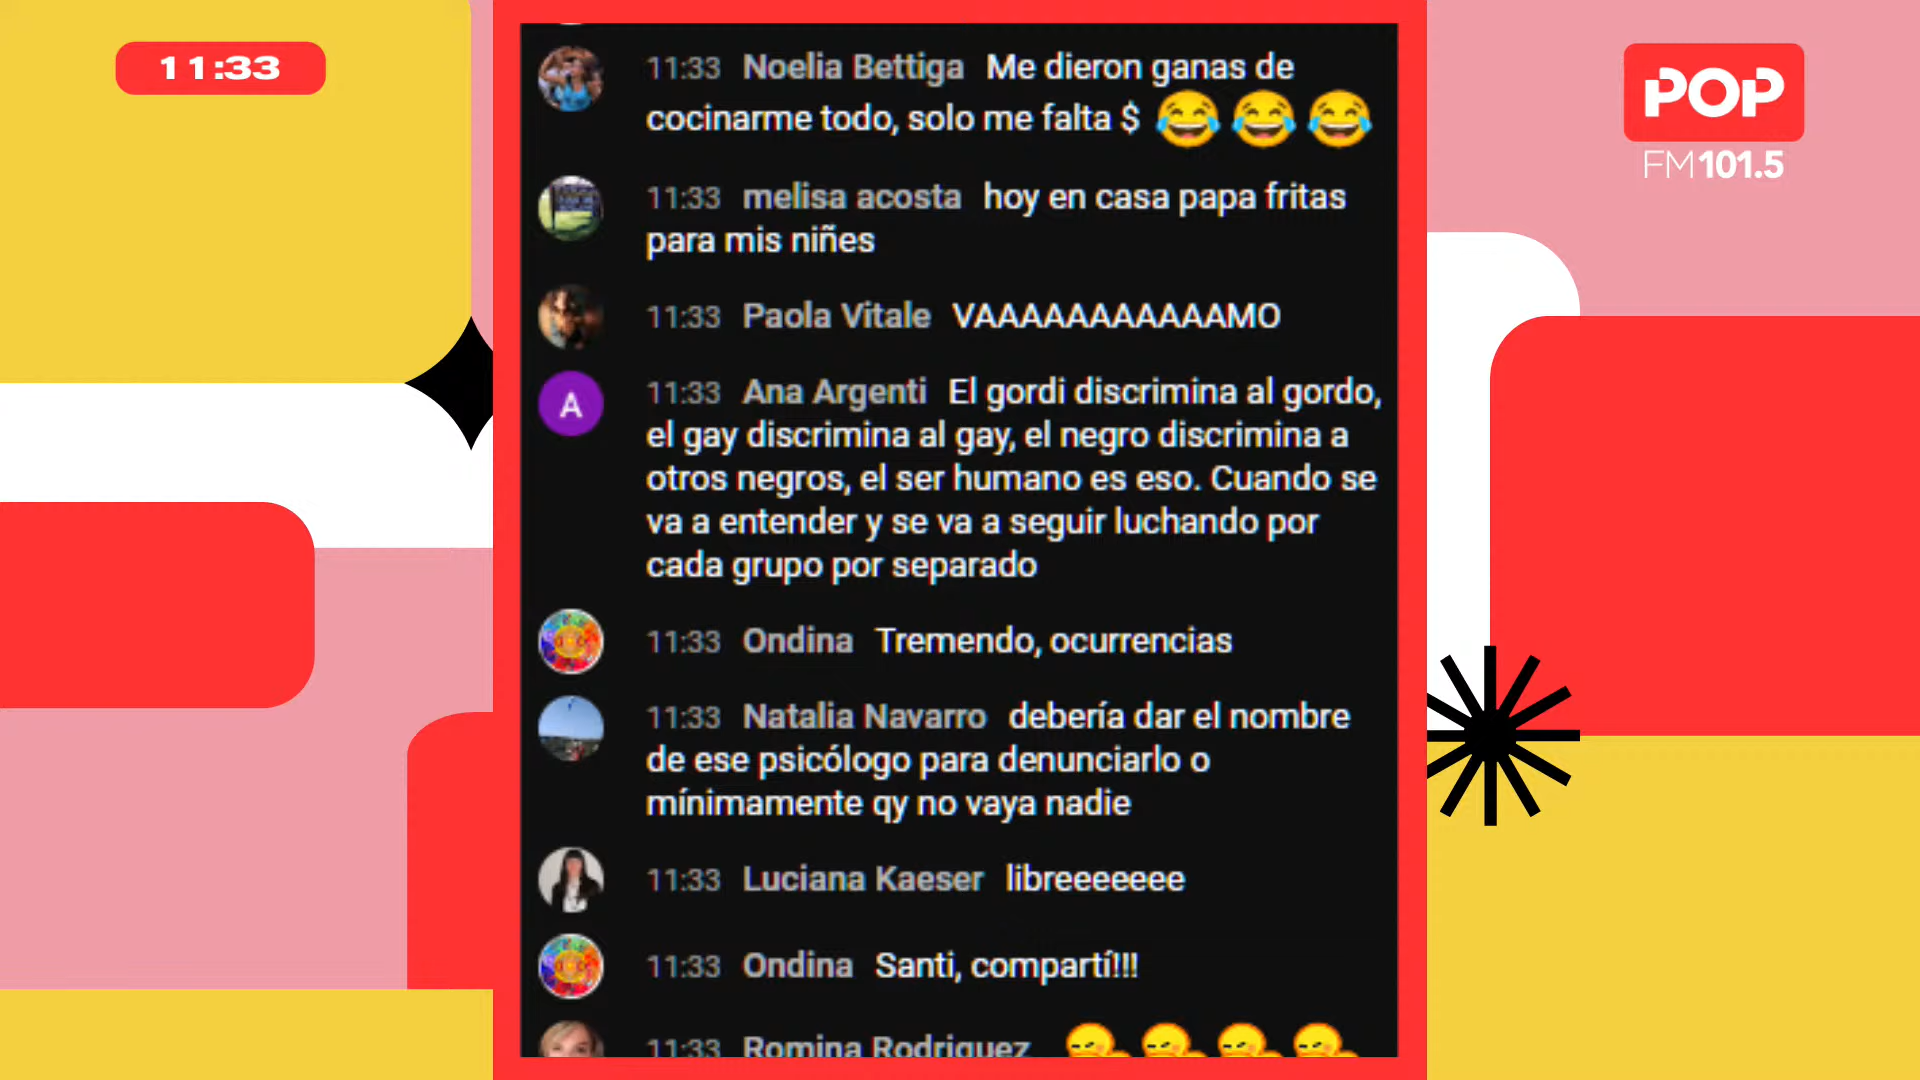 11:33
POP
FM101.5
11:33 Noelia Bettiga Me dieron ganas de
cocinarme todo, solo me falta $ 😂😂😂
11:33 melisa acosta hoy en casa papa fritas
para mis niñes
11:33 Paola Vitale VAAAAAAAAAAAAMO
A
11:33 Ana Argenti El gordi discrimina al gordo,
el gay discrimina al gay, el negro discrimina a
otros negros, el ser humano es eso. Cuando se
va a entender y se va a seguir luchando por
cada grupo por separado
11:33 Ondina Tremendo, ocurrencias
11:33 Natalia Navarro debería dar el nombre
de ese psicólogo para denunciarlo o
mínimamente qy no vaya nadie
11:33 Luciana Kaeser libreeeeeee
11:33 Ondina Santi, compartí!!!
11:33 Romina Rodriguez